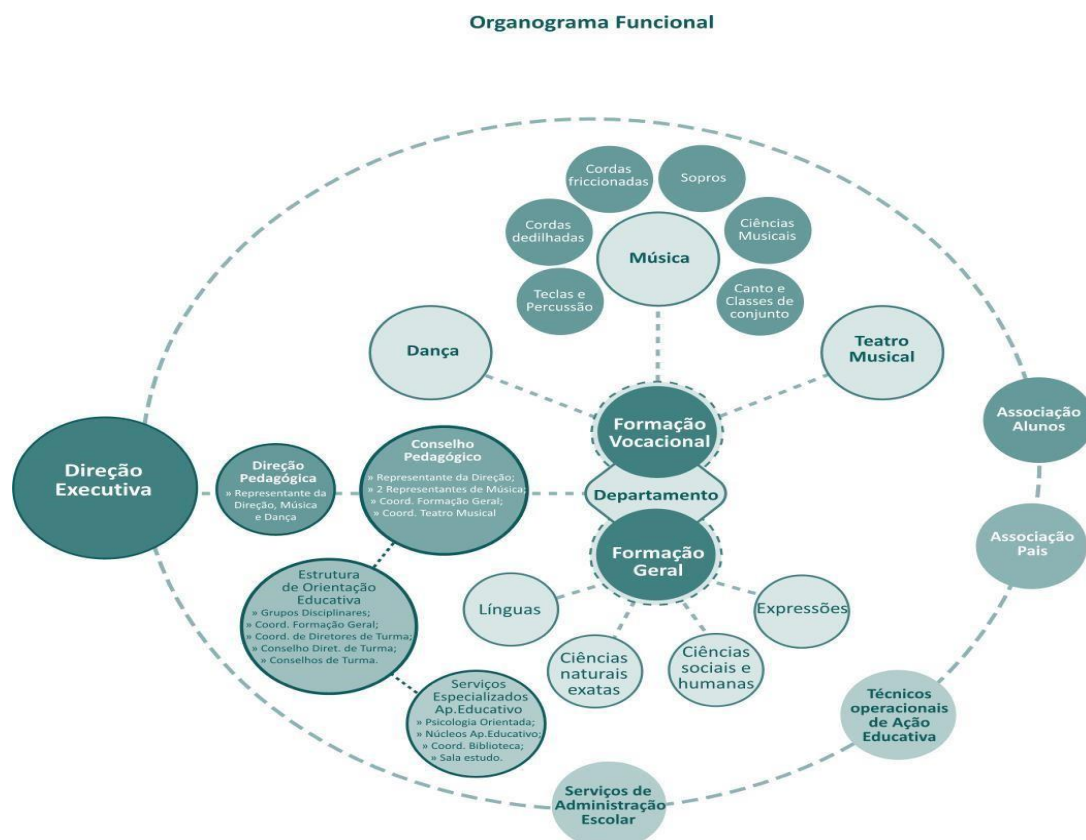 Organograma Funcional
Cordas
friccionadas
Sopros
Cordas
dedilhadas
Ciências
Musicais
Música
Teclas e
Percussão
Canto e
Classes de
conjunto
Dança
Teatro
Musical
Formação
Vocacional
Associação
Alunos
Direção
Executiva
Direção
Pedagógica
» Representante da
Direção, Música
e Dança
Conselho
Pedagógico
» Representante da Direção;
» 2 Representantes de Música;
» Coord. Formação Geral;
» Coord. Teatro Musical
Departamento
Formação
Geral
Associação
Pais
Estrutura
de Orientação
Educativa
» Grupos Disciplinares;
» Coord. Formação Geral;
» Coord. de Diretores de Turma;
» Conselho Diret. de Turma;
» Conselhos de Turma.
Línguas
Expressões
Ciências
naturais
exatas
Ciências
sociais e
humanas
Serviços
Especializados
Ap.Educativo
» Psicologia Orientada;
» Núcleos Ap.Educativo;
» Coord. Biblioteca;
» Sala estudo.
Técnicos
operacionais
de Ação
Educativa
Serviços de
Administração
Escolar